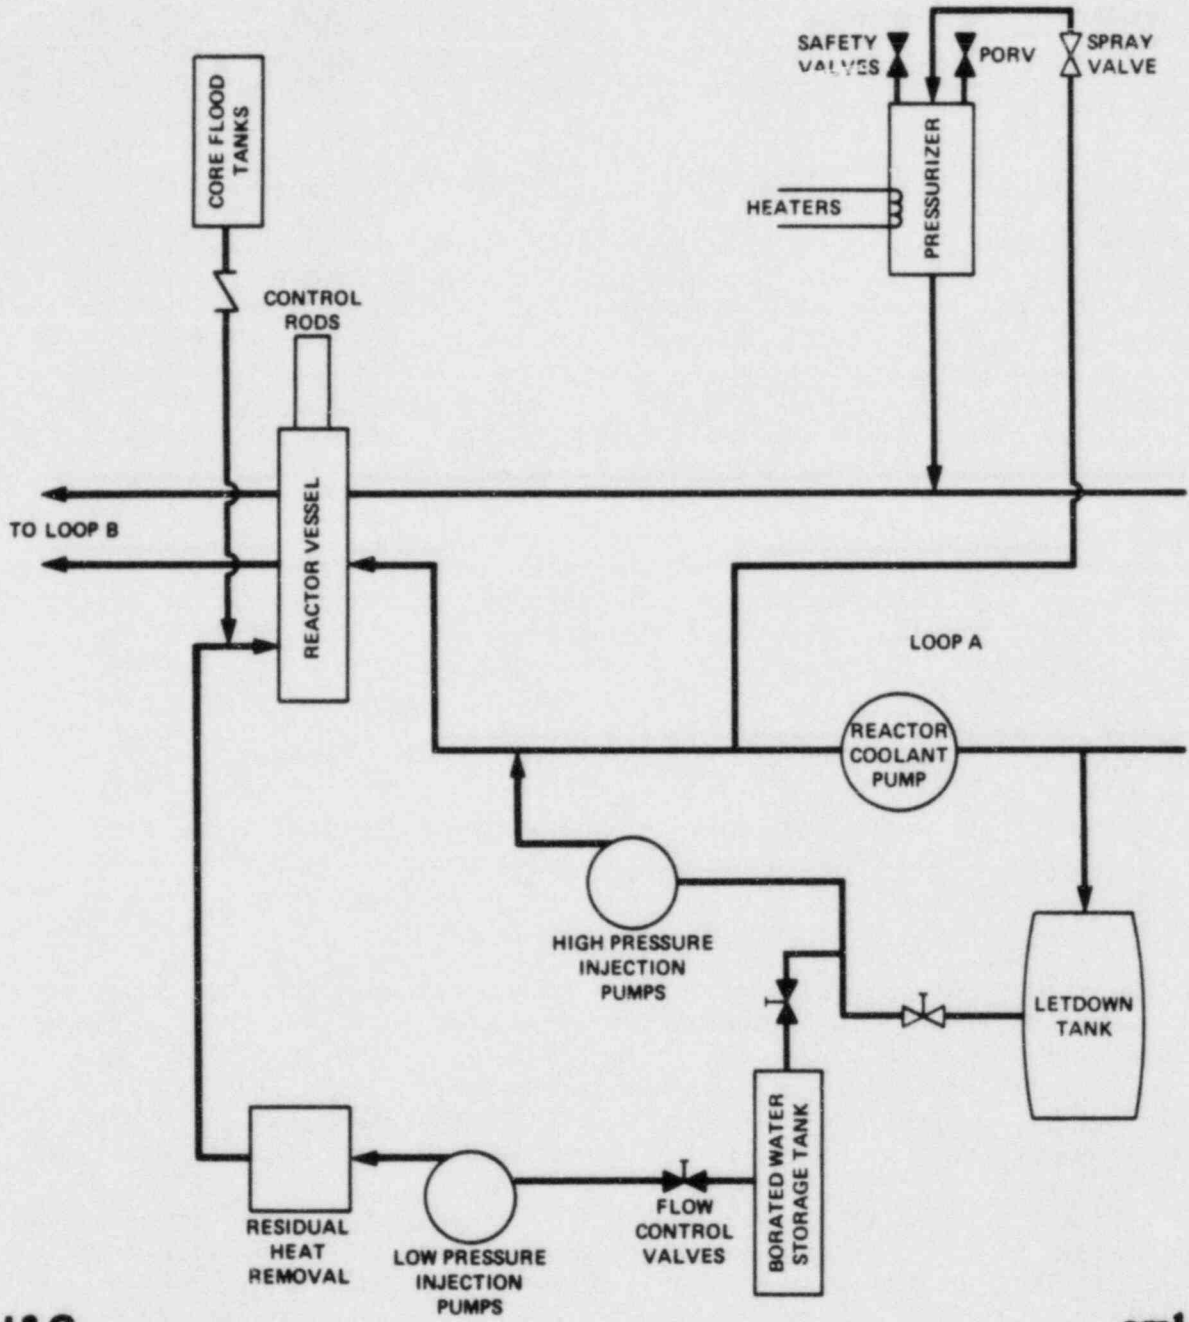 SAFETY
VALVES
PORV
SPRAY
VALVE
CORE FLOOD
TANKS
PRESSURIZER
HEATERS
CONTROL
RODS
REACTOR VESSEL
TO LOOP B
LOOP A
REACTOR
COOLANT
PUMP
HIGH PRESSURE
INJECTION
PUMPS
LETDOWN
TANK
BORATED WATER
STORAGE TANK
FLOW
CONTROL
VALVES
RESIDUAL
HEAT
REMOVAL
LOW PRESSURE
INJECTION
PUMPS